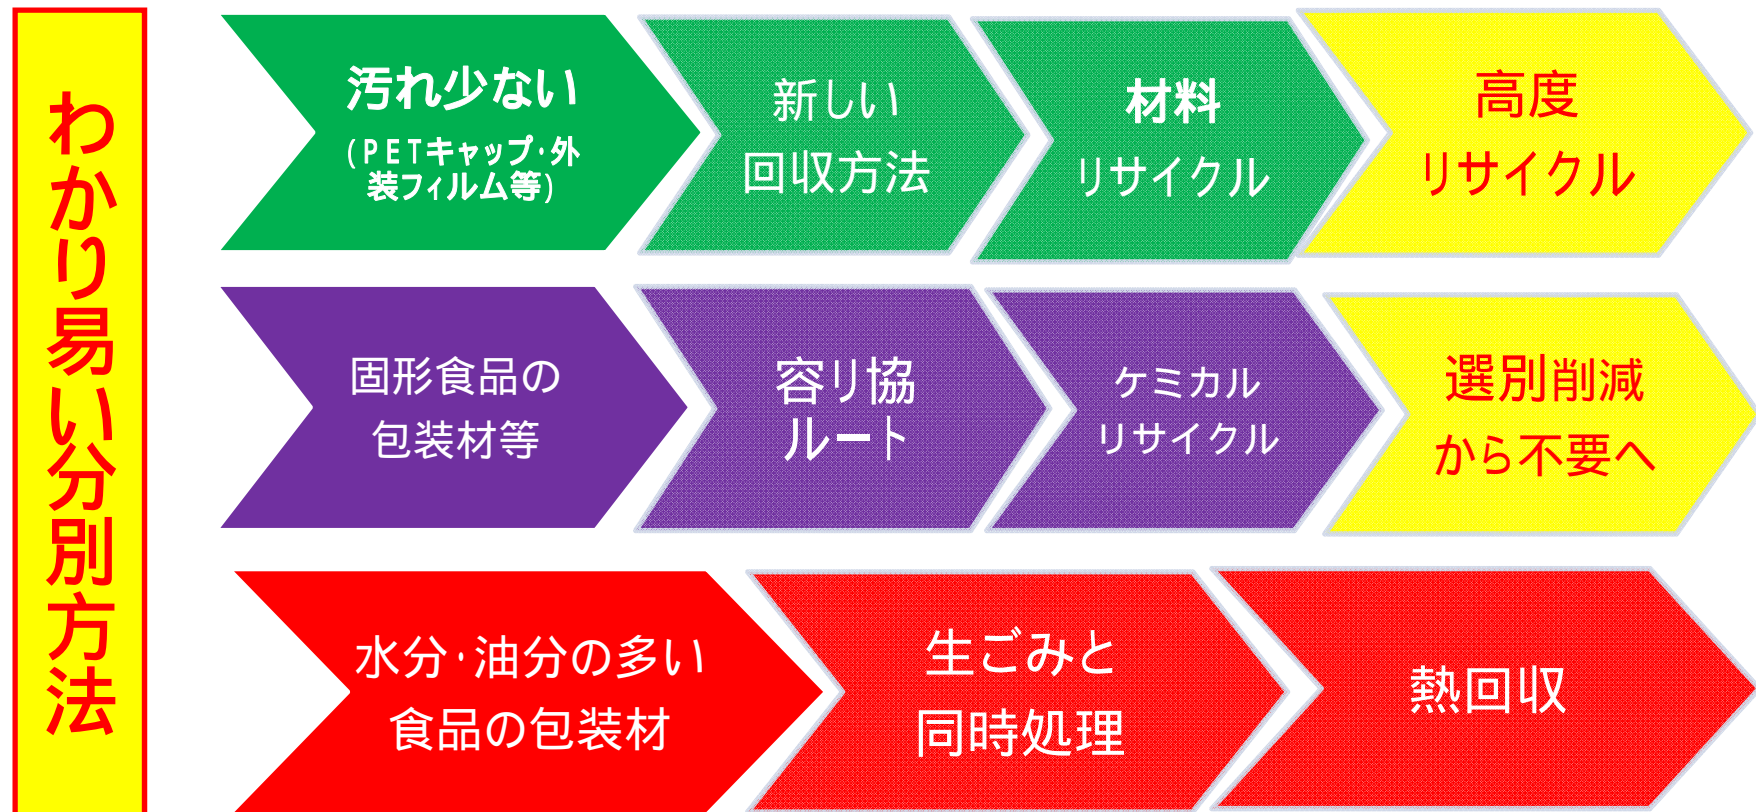 わかり易い分別方法
汚れ少ない
(PETキャップ・外
装フィルム等)
新しい
回収方法
材料
リサイクル
高度
リサイクル
固形食品の
包装材等
容リ協
ルート
ケミカル
リサイクル
選別削減
から不要へ
水分・油分の多い
食品の包装材
生ごみと
同時処理
熱回収